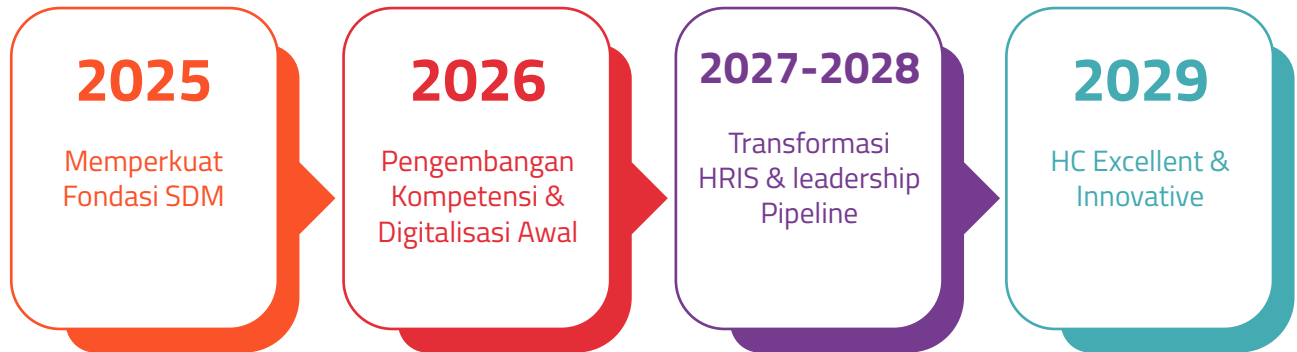 2025
Memperkuat
Fondasi SDM
2026
Pengembangan
Kompetensi &
Digitalisasi Awal
2027-2028
Transformasi
HRIS & leadership
Pipeline
2029
HC Excellent &
Innovative